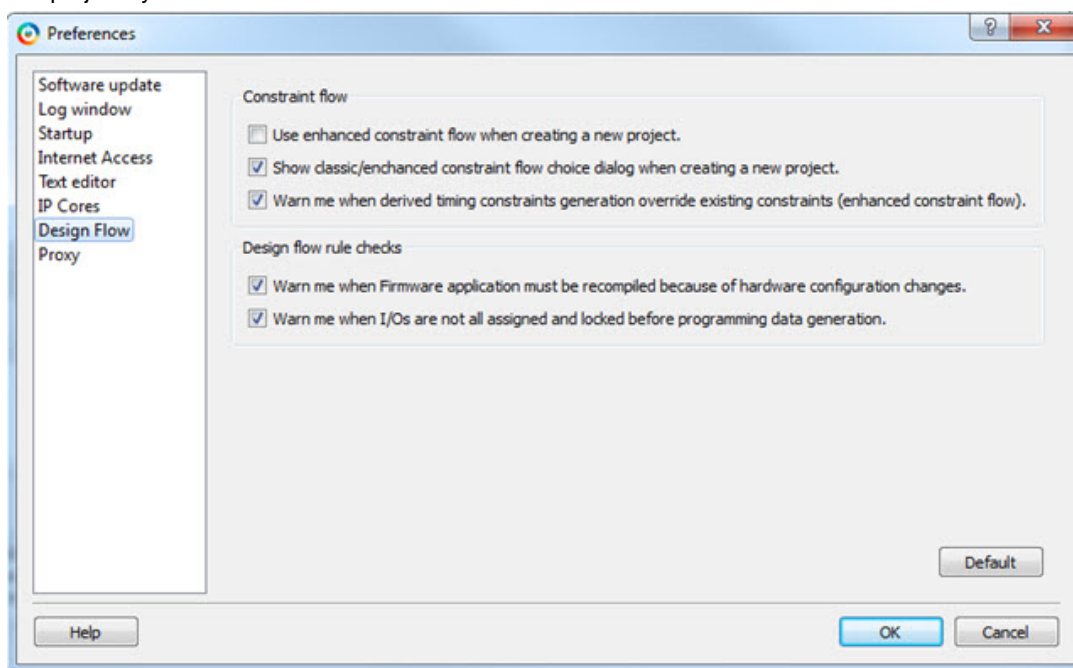 Preferences
Software update
Log window
Startup
Internet Access
Text editor
IP Cores
Design Flow
Proxy
Constraint flow
Use enhanced constraint flow when creating a new project.
Show classic/enchanced constraint flow choice dialog when creating a new project.
Warn me when derived timing constraints generation override existing constraints (enhanced constraint flow).
Design flow rule checks
Warn me when Firmware application must be recompiled because of hardware configuration changes.
Warn me when I/Os are not all assigned and locked before programming data generation.
Default
Help
OK
Cancel